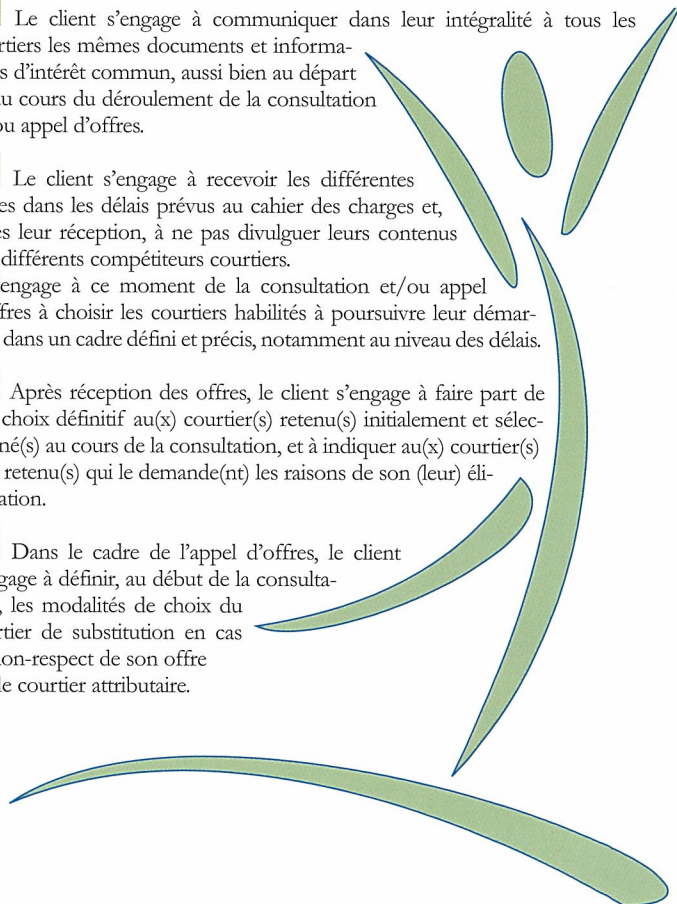 Le client s'engage à communiquer dans leur intégralité à tous les
rtiers les mêmes documents et informa-
s d'intérêt commun, aussi bien au départ
u cours du déroulement de la consultation
ou appel d'offres.
Le client s'engage à recevoir les différentes
es dans les délais prévus au cahier des charges et,
s leur réception, à ne pas divulguer leurs contenus
différents compétiteurs courtiers.
engage à ce moment de la consultation et/ou appel
ffres à choisir les courtiers habilités à poursuivre leur démar-
dans un cadre défini et précis, notamment au niveau des délais.
Après réception des offres, le client s'engage à faire part de
choix définitif au(x) courtier(s) retenu(s) initialement et sélec-
né(s) au cours de la consultation, et à indiquer au(x) courtier(s)
retenu(s) qui le demande(nt) les raisons de son (leur) éli-
ation.
Dans le cadre de l'appel d'offres, le client
gage à définir, au début de la consulta-
, les modalités de choix du
rtier de substitution en cas
on-respect de son offre
le courtier attributaire.